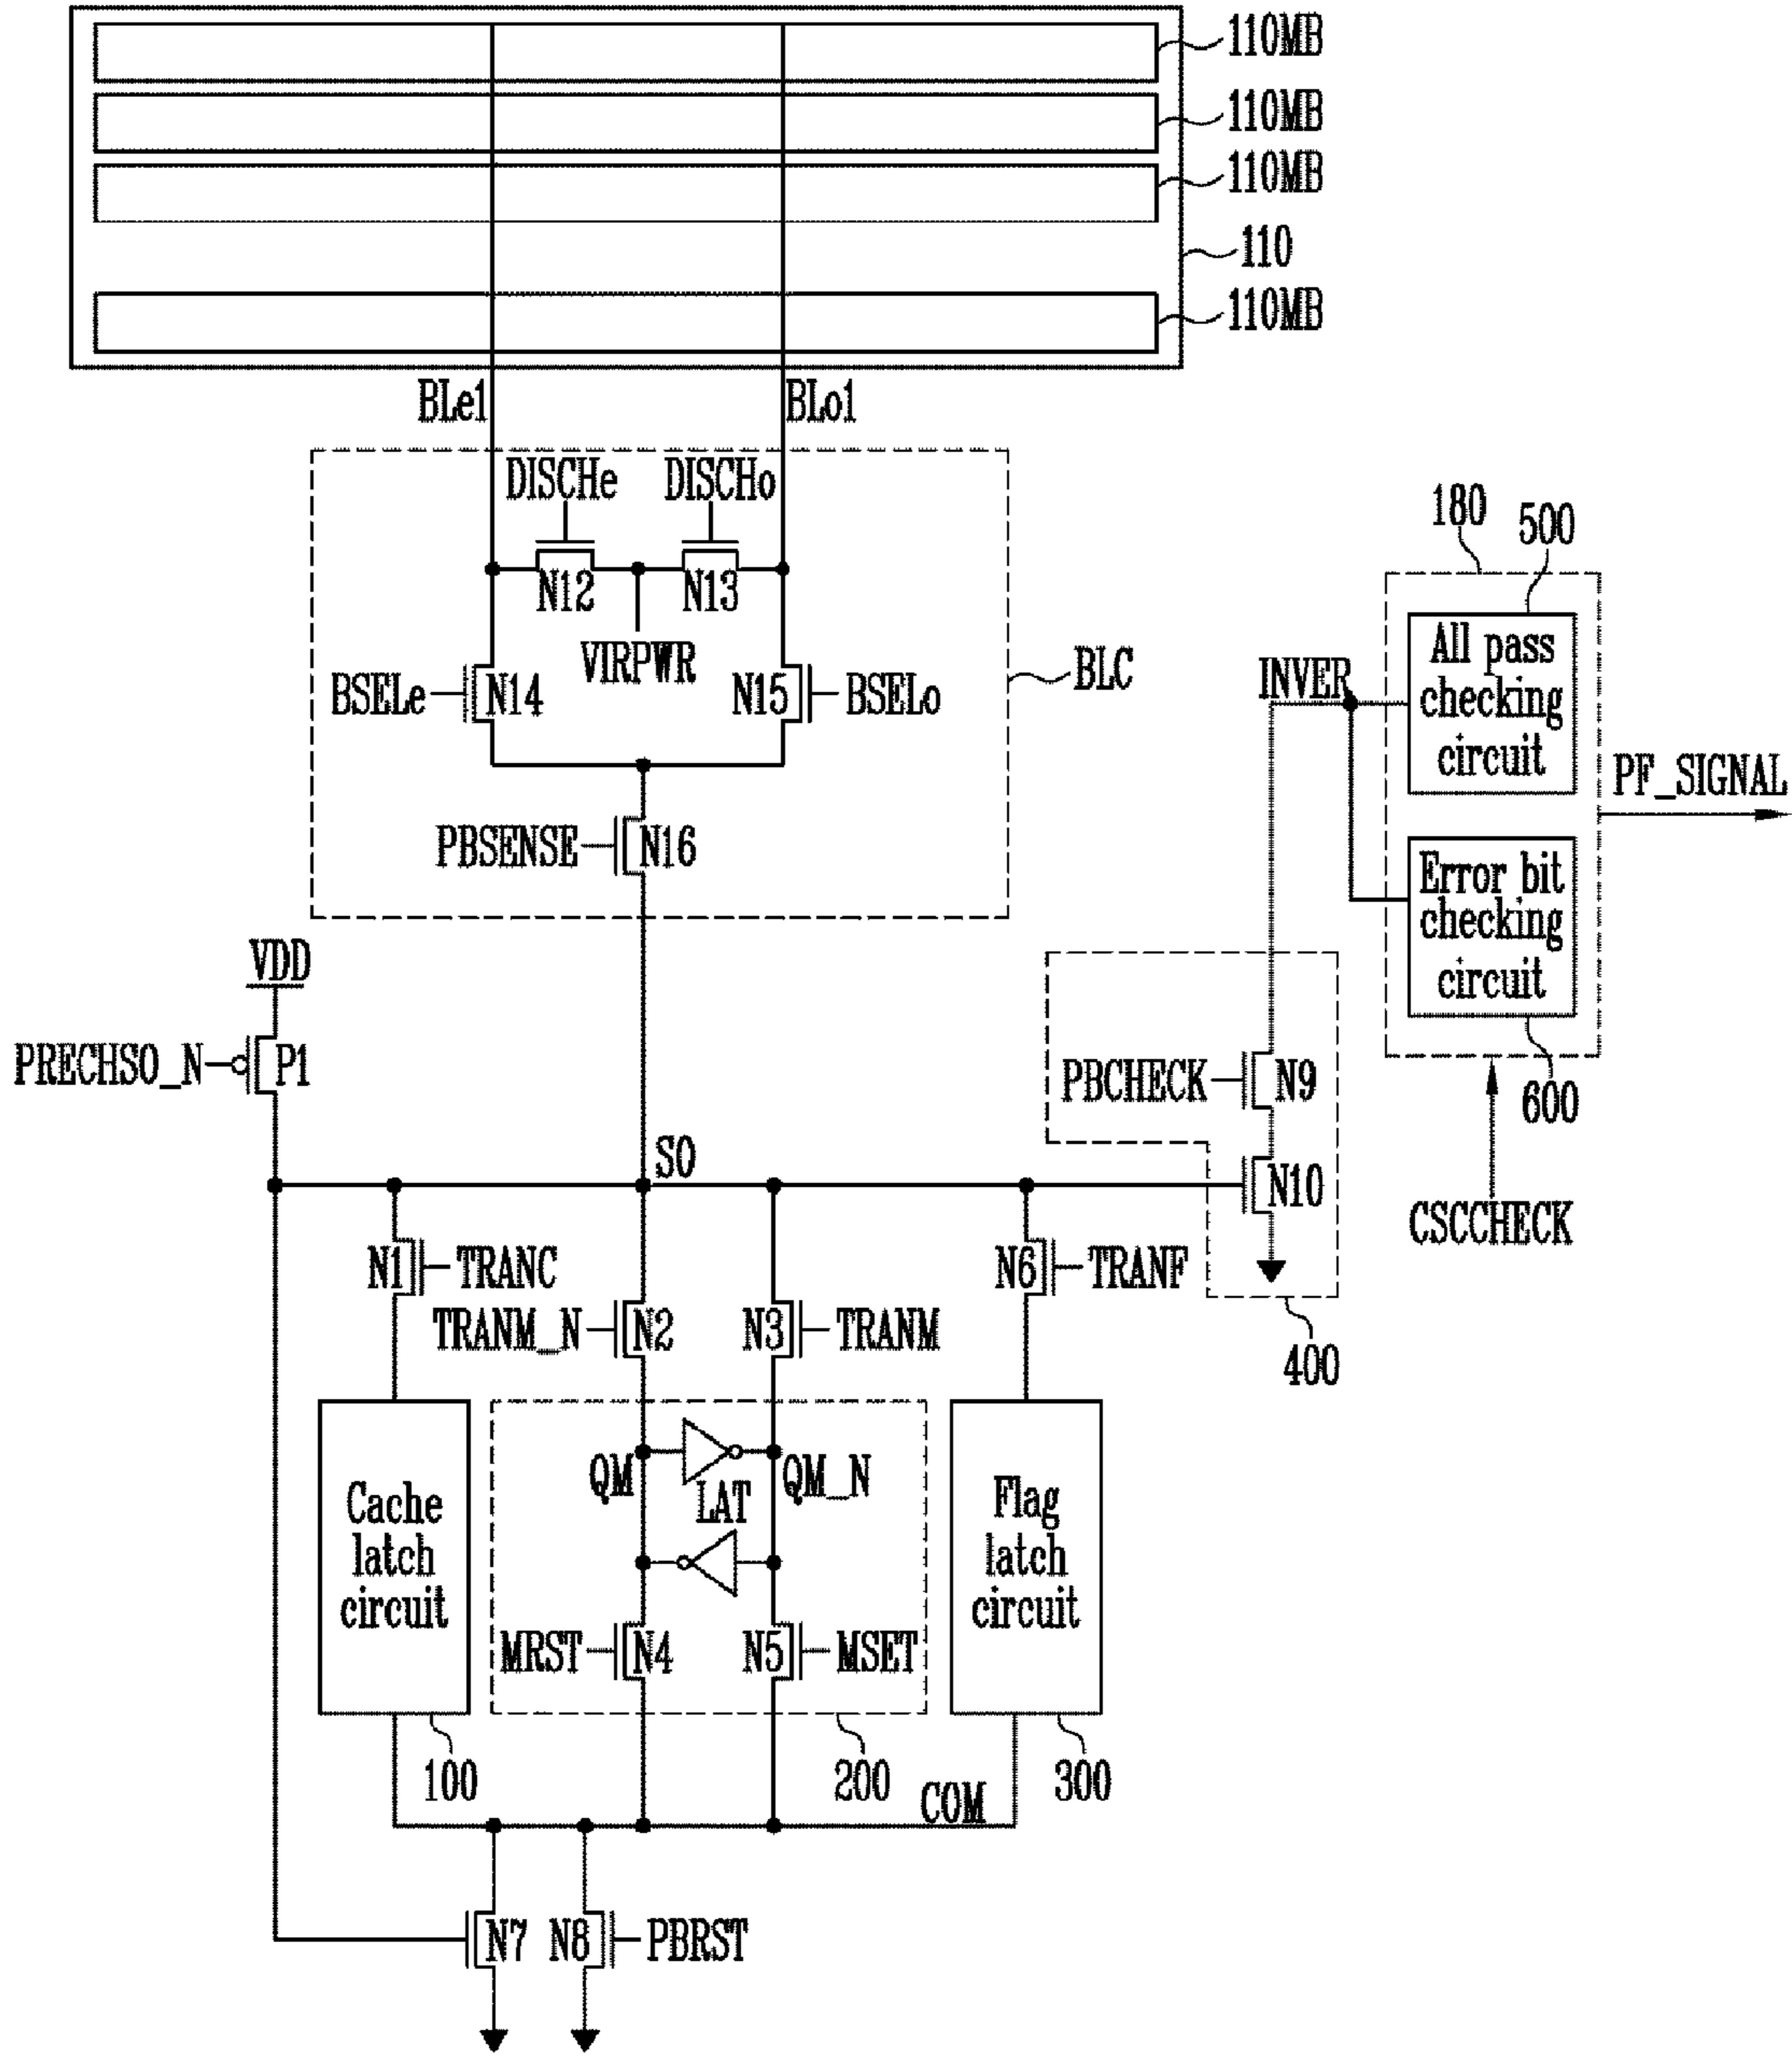 110MB
110MB
110MB
110
110MB
BLe1
BLo1
DISCHe
DISCHo
N12
N13
VIRPWR
BSELe
N14
N15
BSELo
BLC
PBSENSE
N16
180
500
All pass
checking
circuit
INVER
PF_SIGNAL
Error bit
checking
circuit
600
CSCCHECK
VDD
PRECHSO_N
P1
PBCHECK
N9
N10
400
SO
N1
TRANC
TRANM_N
N2
N3
TRANM
N6
TRANF
Cache
latch
circuit
QM
LAT
QM_N
MRST
N4
N5
MSET
Flag
latch
circuit
100
200
300
COM
N7
N8
PBRST